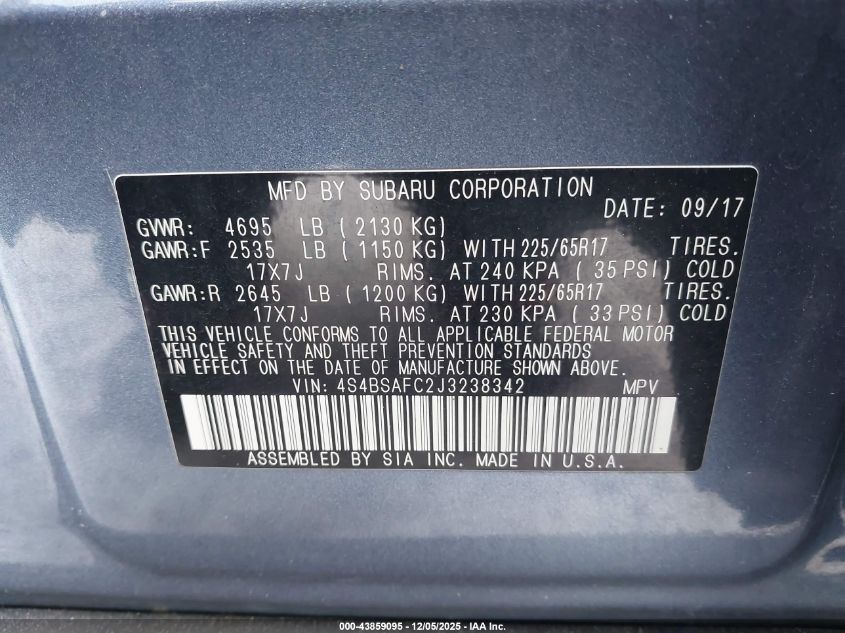 MFD BY SUBARU CORPORATION
DATE: 09/17
GVWR: 4695 LB ( 2130 KG)
GAWR:F 2535 LB ( 1150 KG) WITH 225/65R17 TIRES.
17X7J RIMS. AT 240 KPA ( 35 PSI) COLD
GAWR:R 2645 LB ( 1200 KG) WITH 225/65R17 TIRES.
17X7J RIMS. AT 230 KPA ( 33 PSI) COLD
THIS VEHICLE CONFORMS TO ALL APPLICABLE FEDERAL MOTOR
VEHICLE SAFETY AND THEFT PREVENTION STANDARDS
IN EFFECT ON THE DATE OF MANUFACTURE SHOWN ABOVE.
VIN: 4S4BSAFC2J3238342 MPV
ASSEMBLED BY SIA INC. MADE IN U.S.A.
000-43859095 - 12/05/2025 - IAA Inc.